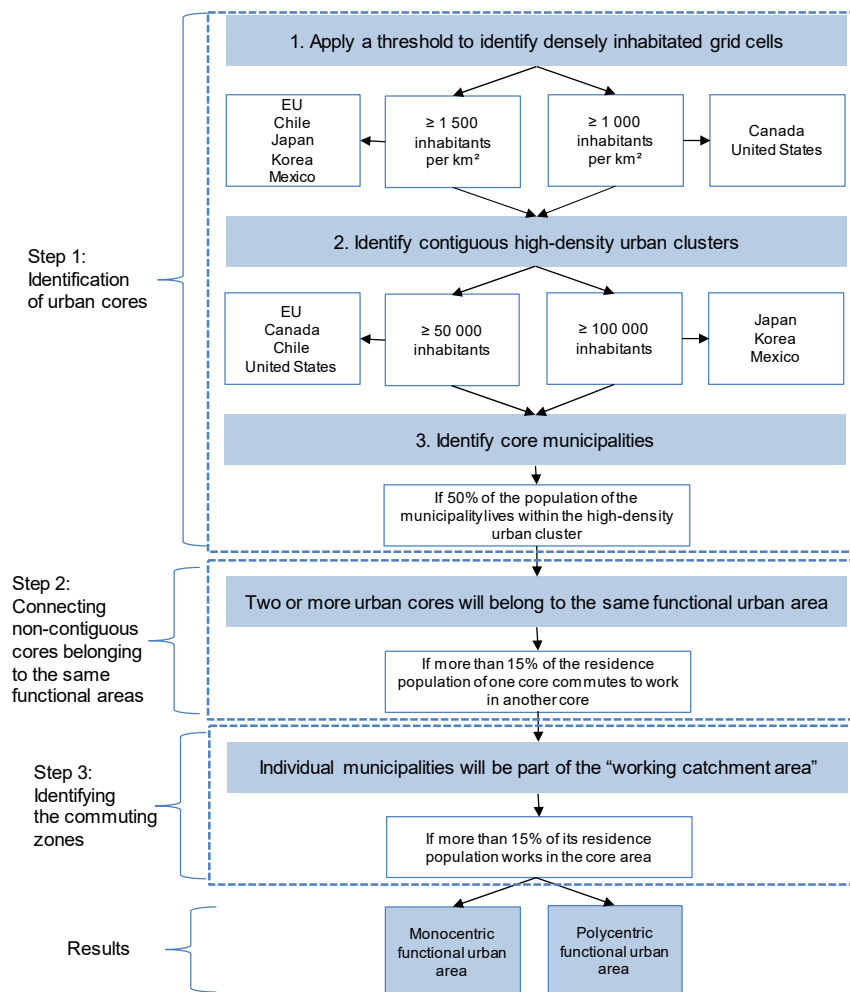 1. Apply a threshold to identify densely inhabitated grid cells
EU
Chile
Japan
Korea
Mexico
≥ 1 500
inhabitants
per km²
≥ 1 000
inhabitants
per km²
Canada
United States
2. Identify contiguous high-density urban clusters
Step 1:
Identification
of urban cores
EU
Canada
Chile
United States
≥ 50 000
inhabitants
≥ 100 000
inhabitants
Japan
Korea
Mexico
3. Identify core municipalities
If 50% of the population of the
municipality lives within the high-density
urban cluster
Step 2:
Connecting
non-contiguous
cores belonging
to the same
functional areas
Two or more urban cores will belong to the same functional urban area
If more than 15% of the residence
population of one core commutes to work
in another core
Step 3:
Identifying
the commuting
zones
Individual municipalities will be part of the “working catchment area”
If more than 15% of its residence
population works in the core area
Results
Monocentric
functional urban
area
Polycentric
functional urban
area